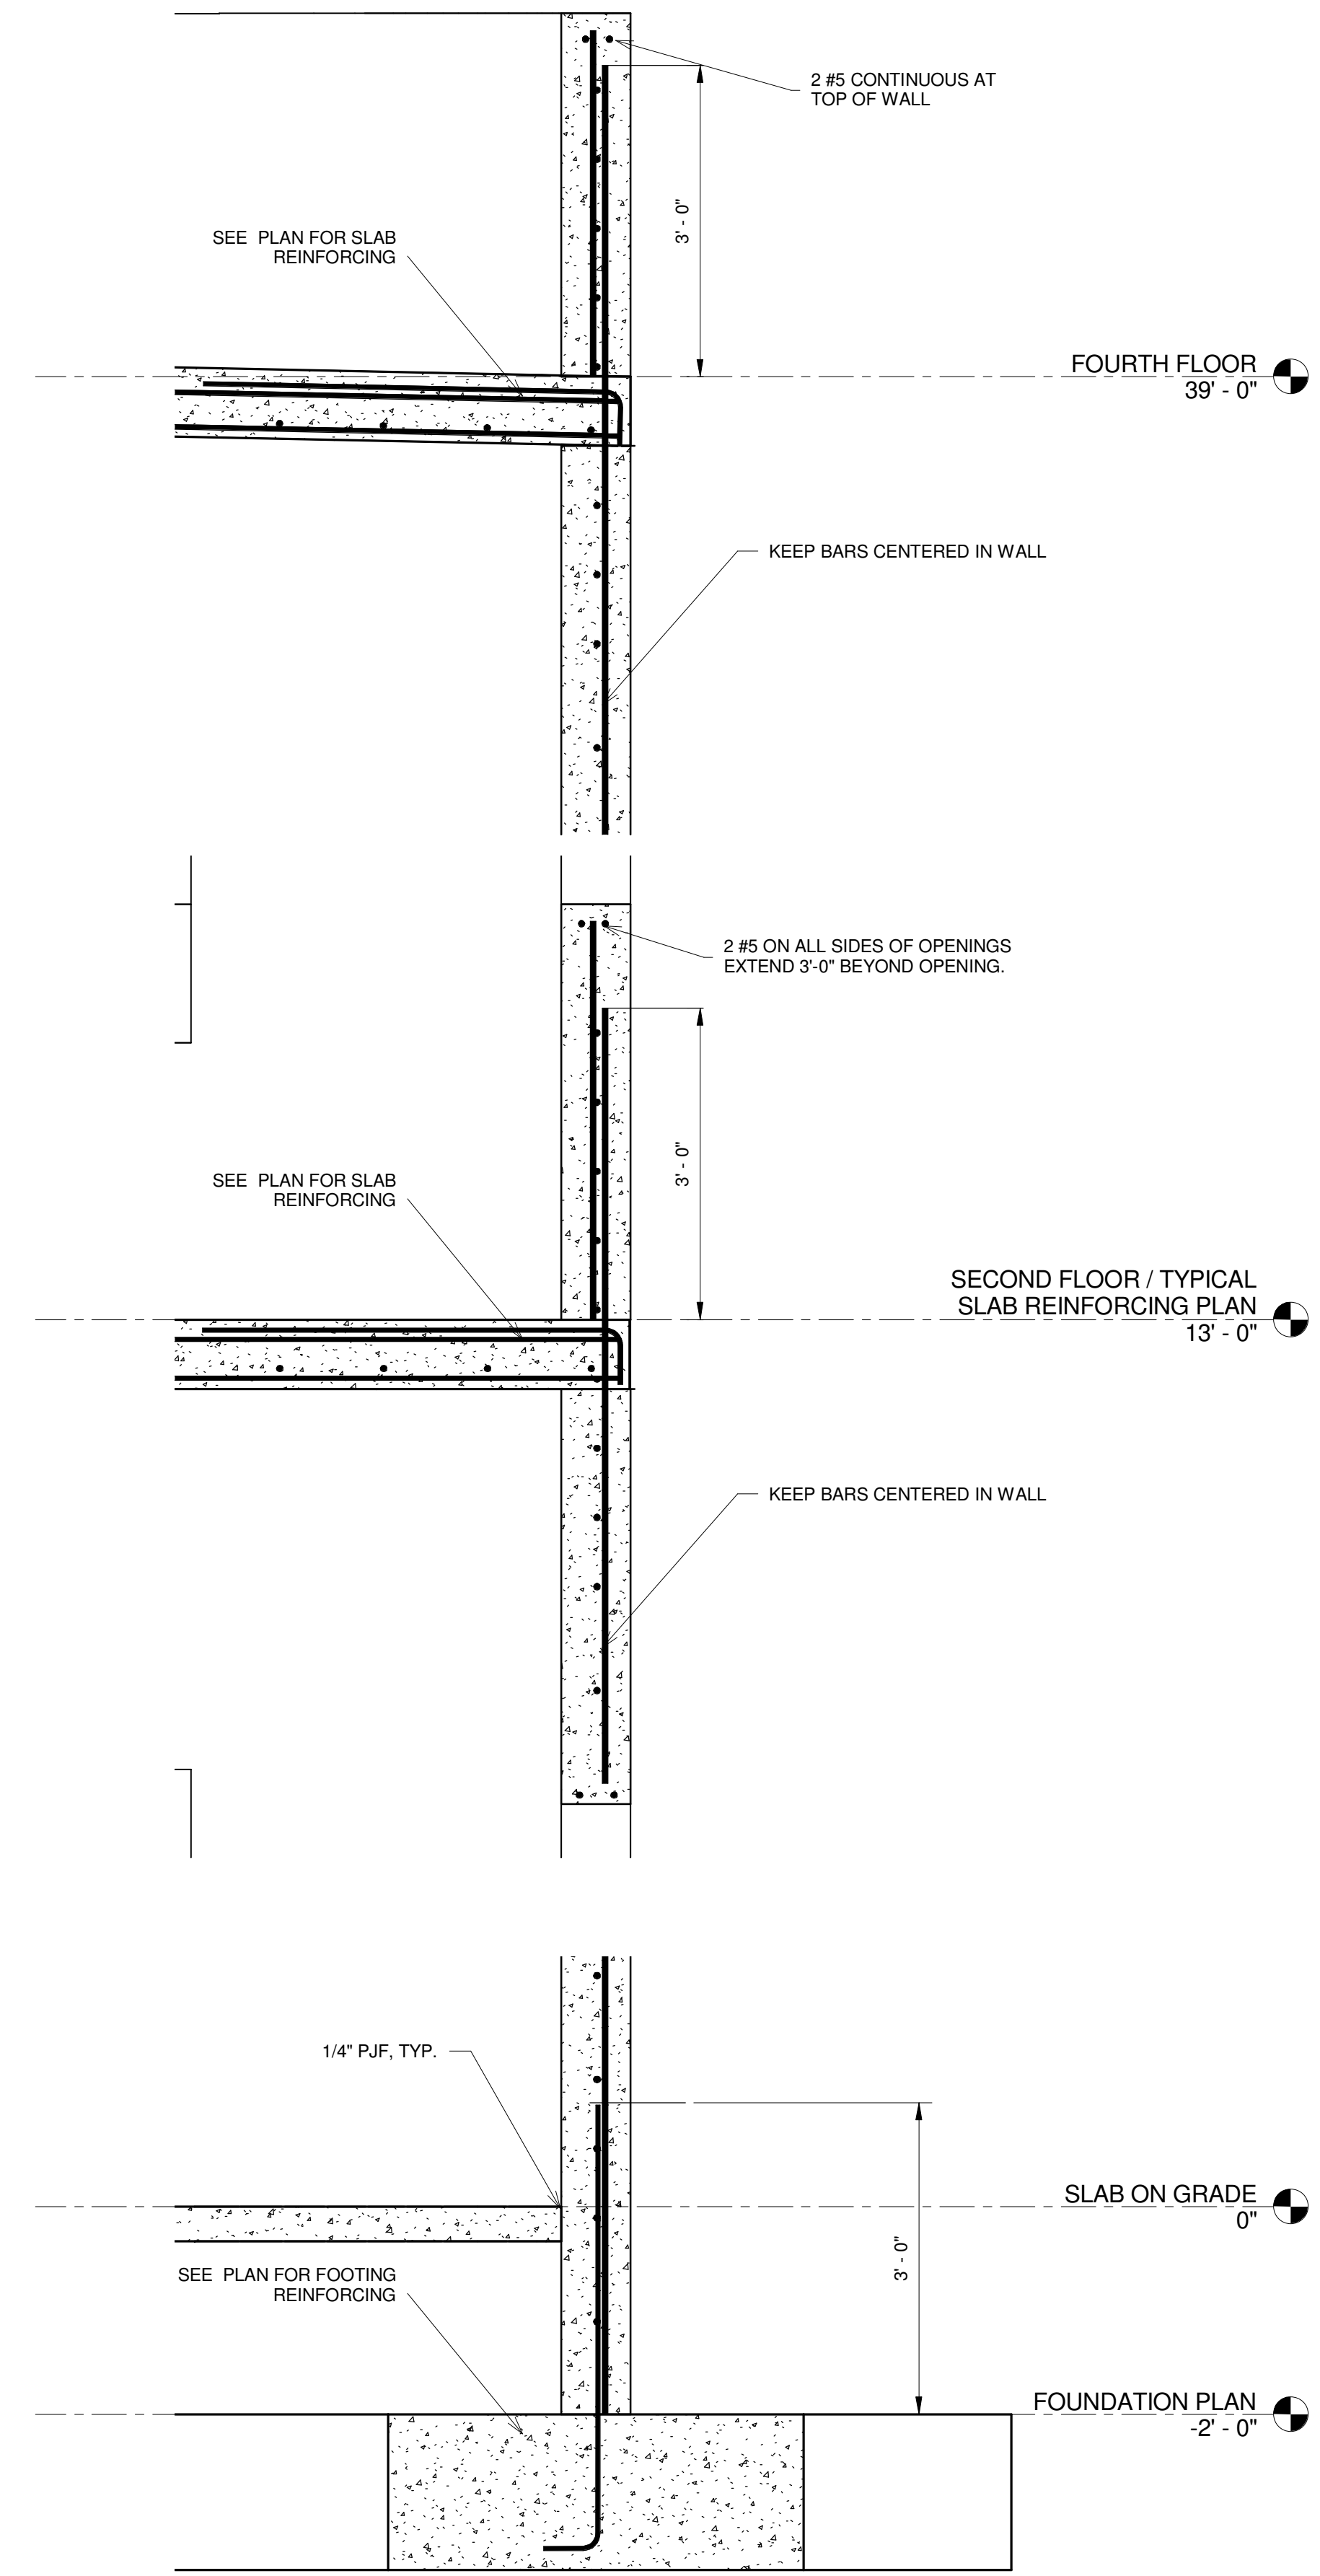 2 #5 CONTINUOUS AT
TOP OF WALL
3' - 0"
SEE PLAN FOR SLAB
REINFORCING
FOURTH FLOOR
39' - 0"
KEEP BARS CENTERED IN WALL
2 #5 ON ALL SIDES OF OPENINGS
EXTEND 3'-0" BEYOND OPENING.
3' - 0"
SEE PLAN FOR SLAB
REINFORCING
SECOND FLOOR / TYPICAL
SLAB REINFORCING PLAN
13' - 0"
KEEP BARS CENTERED IN WALL
1/4" PJF, TYP.
SLAB ON GRADE
0"
3' - 0"
SEE PLAN FOR FOOTING
REINFORCING
FOUNDATION PLAN
-2' - 0"